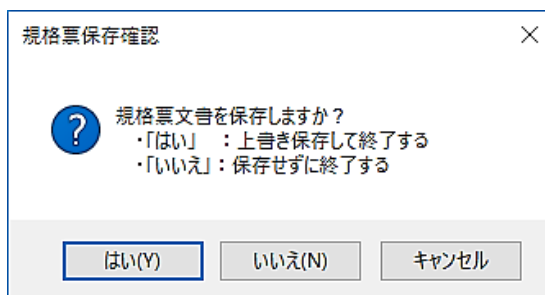 規格票保存確認
規格票文書を保存しますか？
・「はい」　：上書き保存して終了する
・「いいえ」：保存せずに終了する
はい(Y)
いいえ(N)
キャンセル